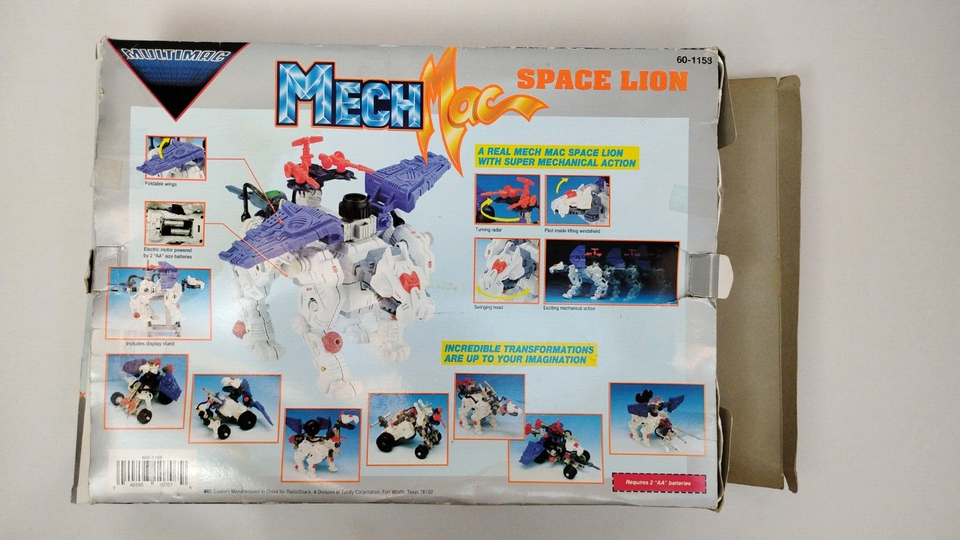 MULTIMAC
MECH Mac
SPACE LION
60-1153
A REAL MECH MAC SPACE LION
WITH SUPER MECHANICAL ACTION
Foldable wings
Turning radar
Pilot inside lifting windshield
Electric motor powered
by 2 "AA" size batteries
Swinging head
Exciting mechanical action
Includes display stand
INCREDIBLE TRANSFORMATIONS
ARE UP TO YOUR IMAGINATION
Custom Manufactured in China for RadioShack, A Division of Tandy Corporation, Fort Worth, Texas 76102
Requires 2 "AA" batteries